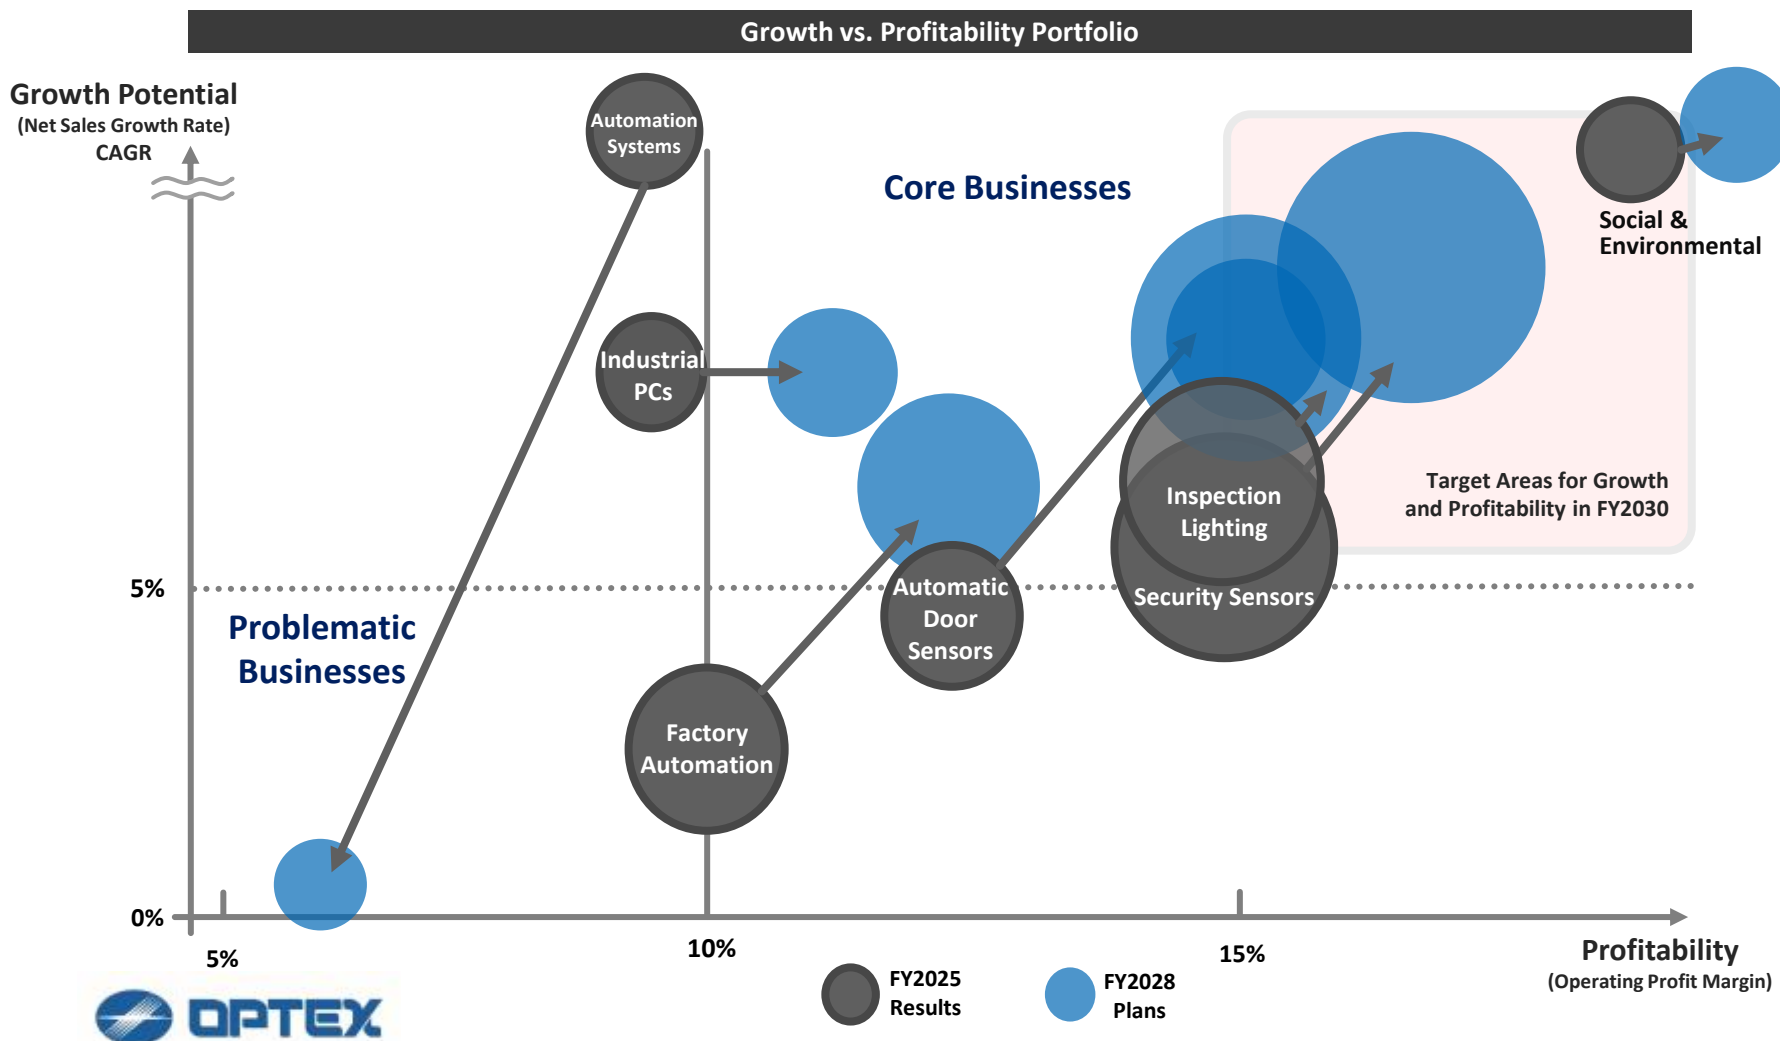 Growth vs. Profitability Portfolio
Growth Potential
(Net Sales Growth Rate)
CAGR
Automation
Systems
Core Businesses
Social &
Environmental
Industrial
PCs
Target Areas for Growth
and Profitability in FY2030
Inspection
Lighting
5%
Automatic
Door
Sensors
Security Sensors
Problematic
Businesses
Factory
Automation
0%
5%
10%
15%
Profitability
(Operating Profit Margin)
FY2025
Results
FY2028
Plans
OPTEX